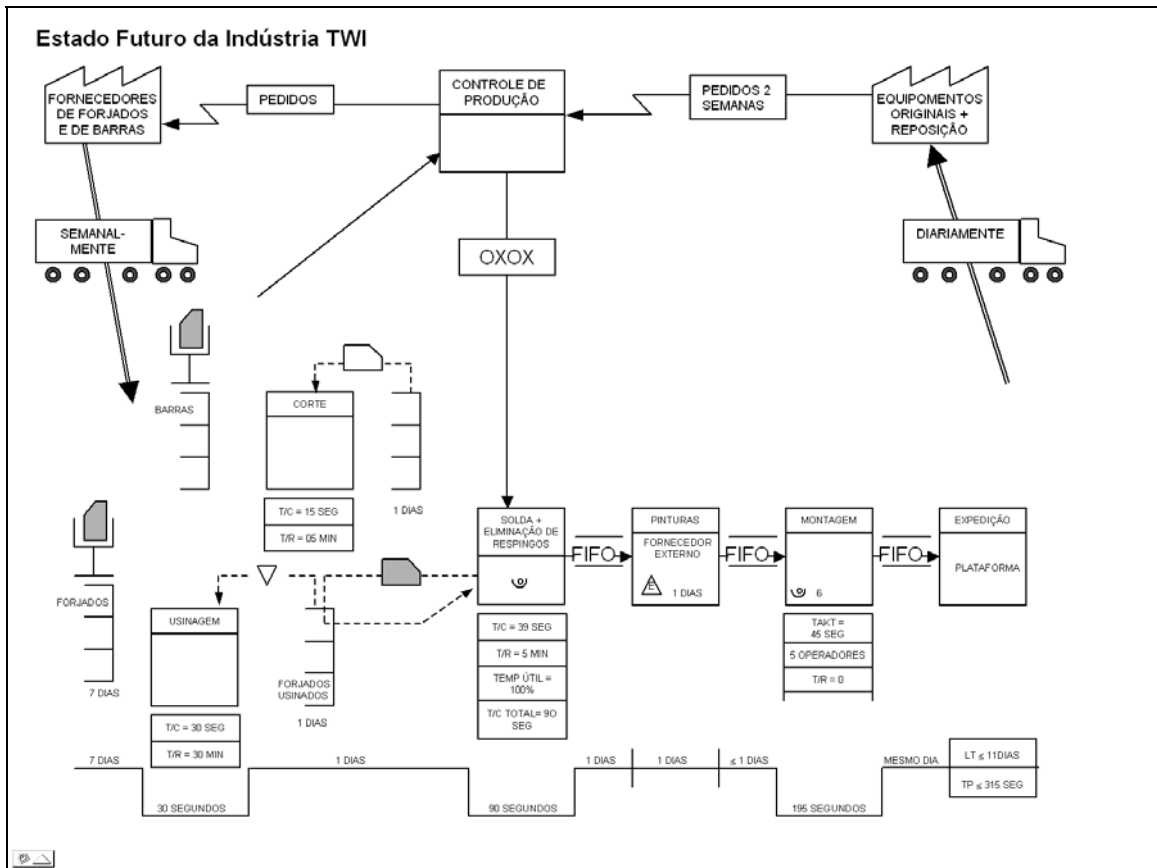 Estado Futuro da Indústria TWI
FORNECEDORES
DE FORJADOS
E DE BARRAS
PEDIDOS
CONTROLE DE
PRODUÇÃO
PEDIDOS 2
SEMANAS
EQUIPOMENTOS
ORIGINAIS +
REPOSIÇÃO
SEMANAL-
MENTE
OXOX
DIARIAMENTE
BARRAS
CORTE
T/C = 15 SEG
T/R = 05 MIN
1 DIAS
FORJADOS
7 DIAS
USINAGEM
T/C = 30 SEG
T/R = 30 MIN
FORJADOS
USINADOS
1 DIAS
SOLDA +
ELIMINAÇÃO DE
RESPINGOS
T/C = 39 SEG
T/R = 5 MIN
TEMP ÚTIL =
100%
T/C TOTAL= 90
SEG
FIFO
PINTURAS
FORNECEDOR
EXTERNO
E
1 DIAS
FIFO
MONTAGEM
6
TAKT =
45 SEG
5 OPERADORES
T/R = 0
FIFO
EXPEDIÇÃO
PLATAFORMA
7 DIAS
30 SEGUNDOS
1 DIAS
90 SEGUNDOS
1 DIAS
1 DIAS
≤ 1 DIAS
195 SEGUNDOS
MESMO DIA
LT ≤ 11DIAS
TP ≤ 315 SEG